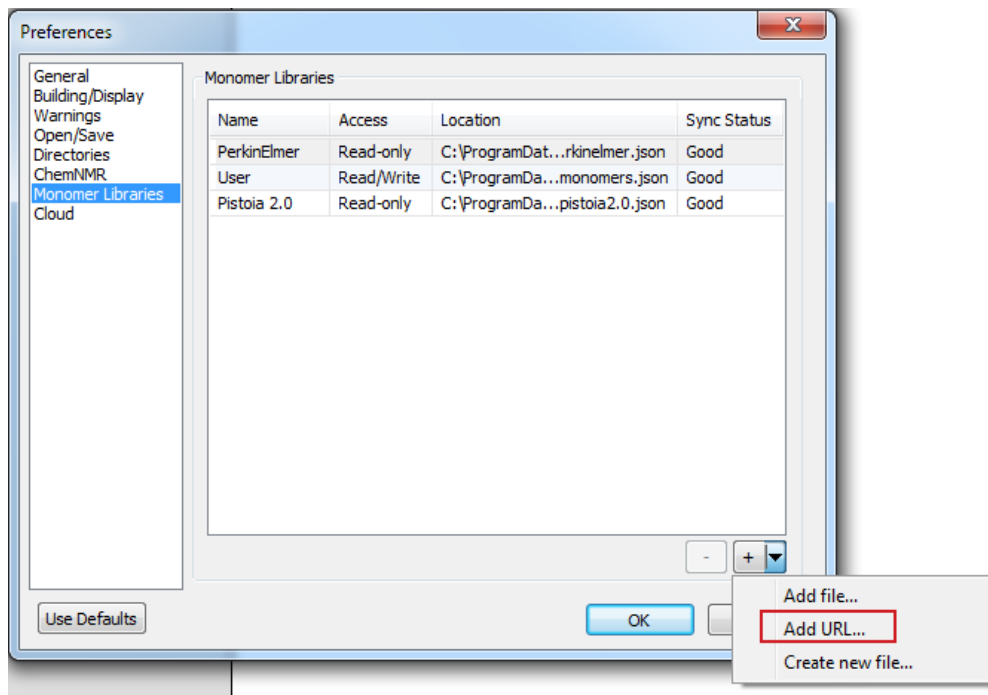 Preferences
General
Building/Display
Warnings
Open/Save
Directories
ChemNMR
Monomer Libraries
Cloud
Monomer Libraries
Name Access Location Sync Status
PerkinElmer Read-only C:\ProgramDat...rkinelmer.json Good
User Read/Write C:\ProgramDa...monomers.json Good
Pistoia 2.0 Read-only C:\ProgramDa...pistoia2.0.json Good
- +
Use Defaults OK
Add file...
Add URL...
Create new file...